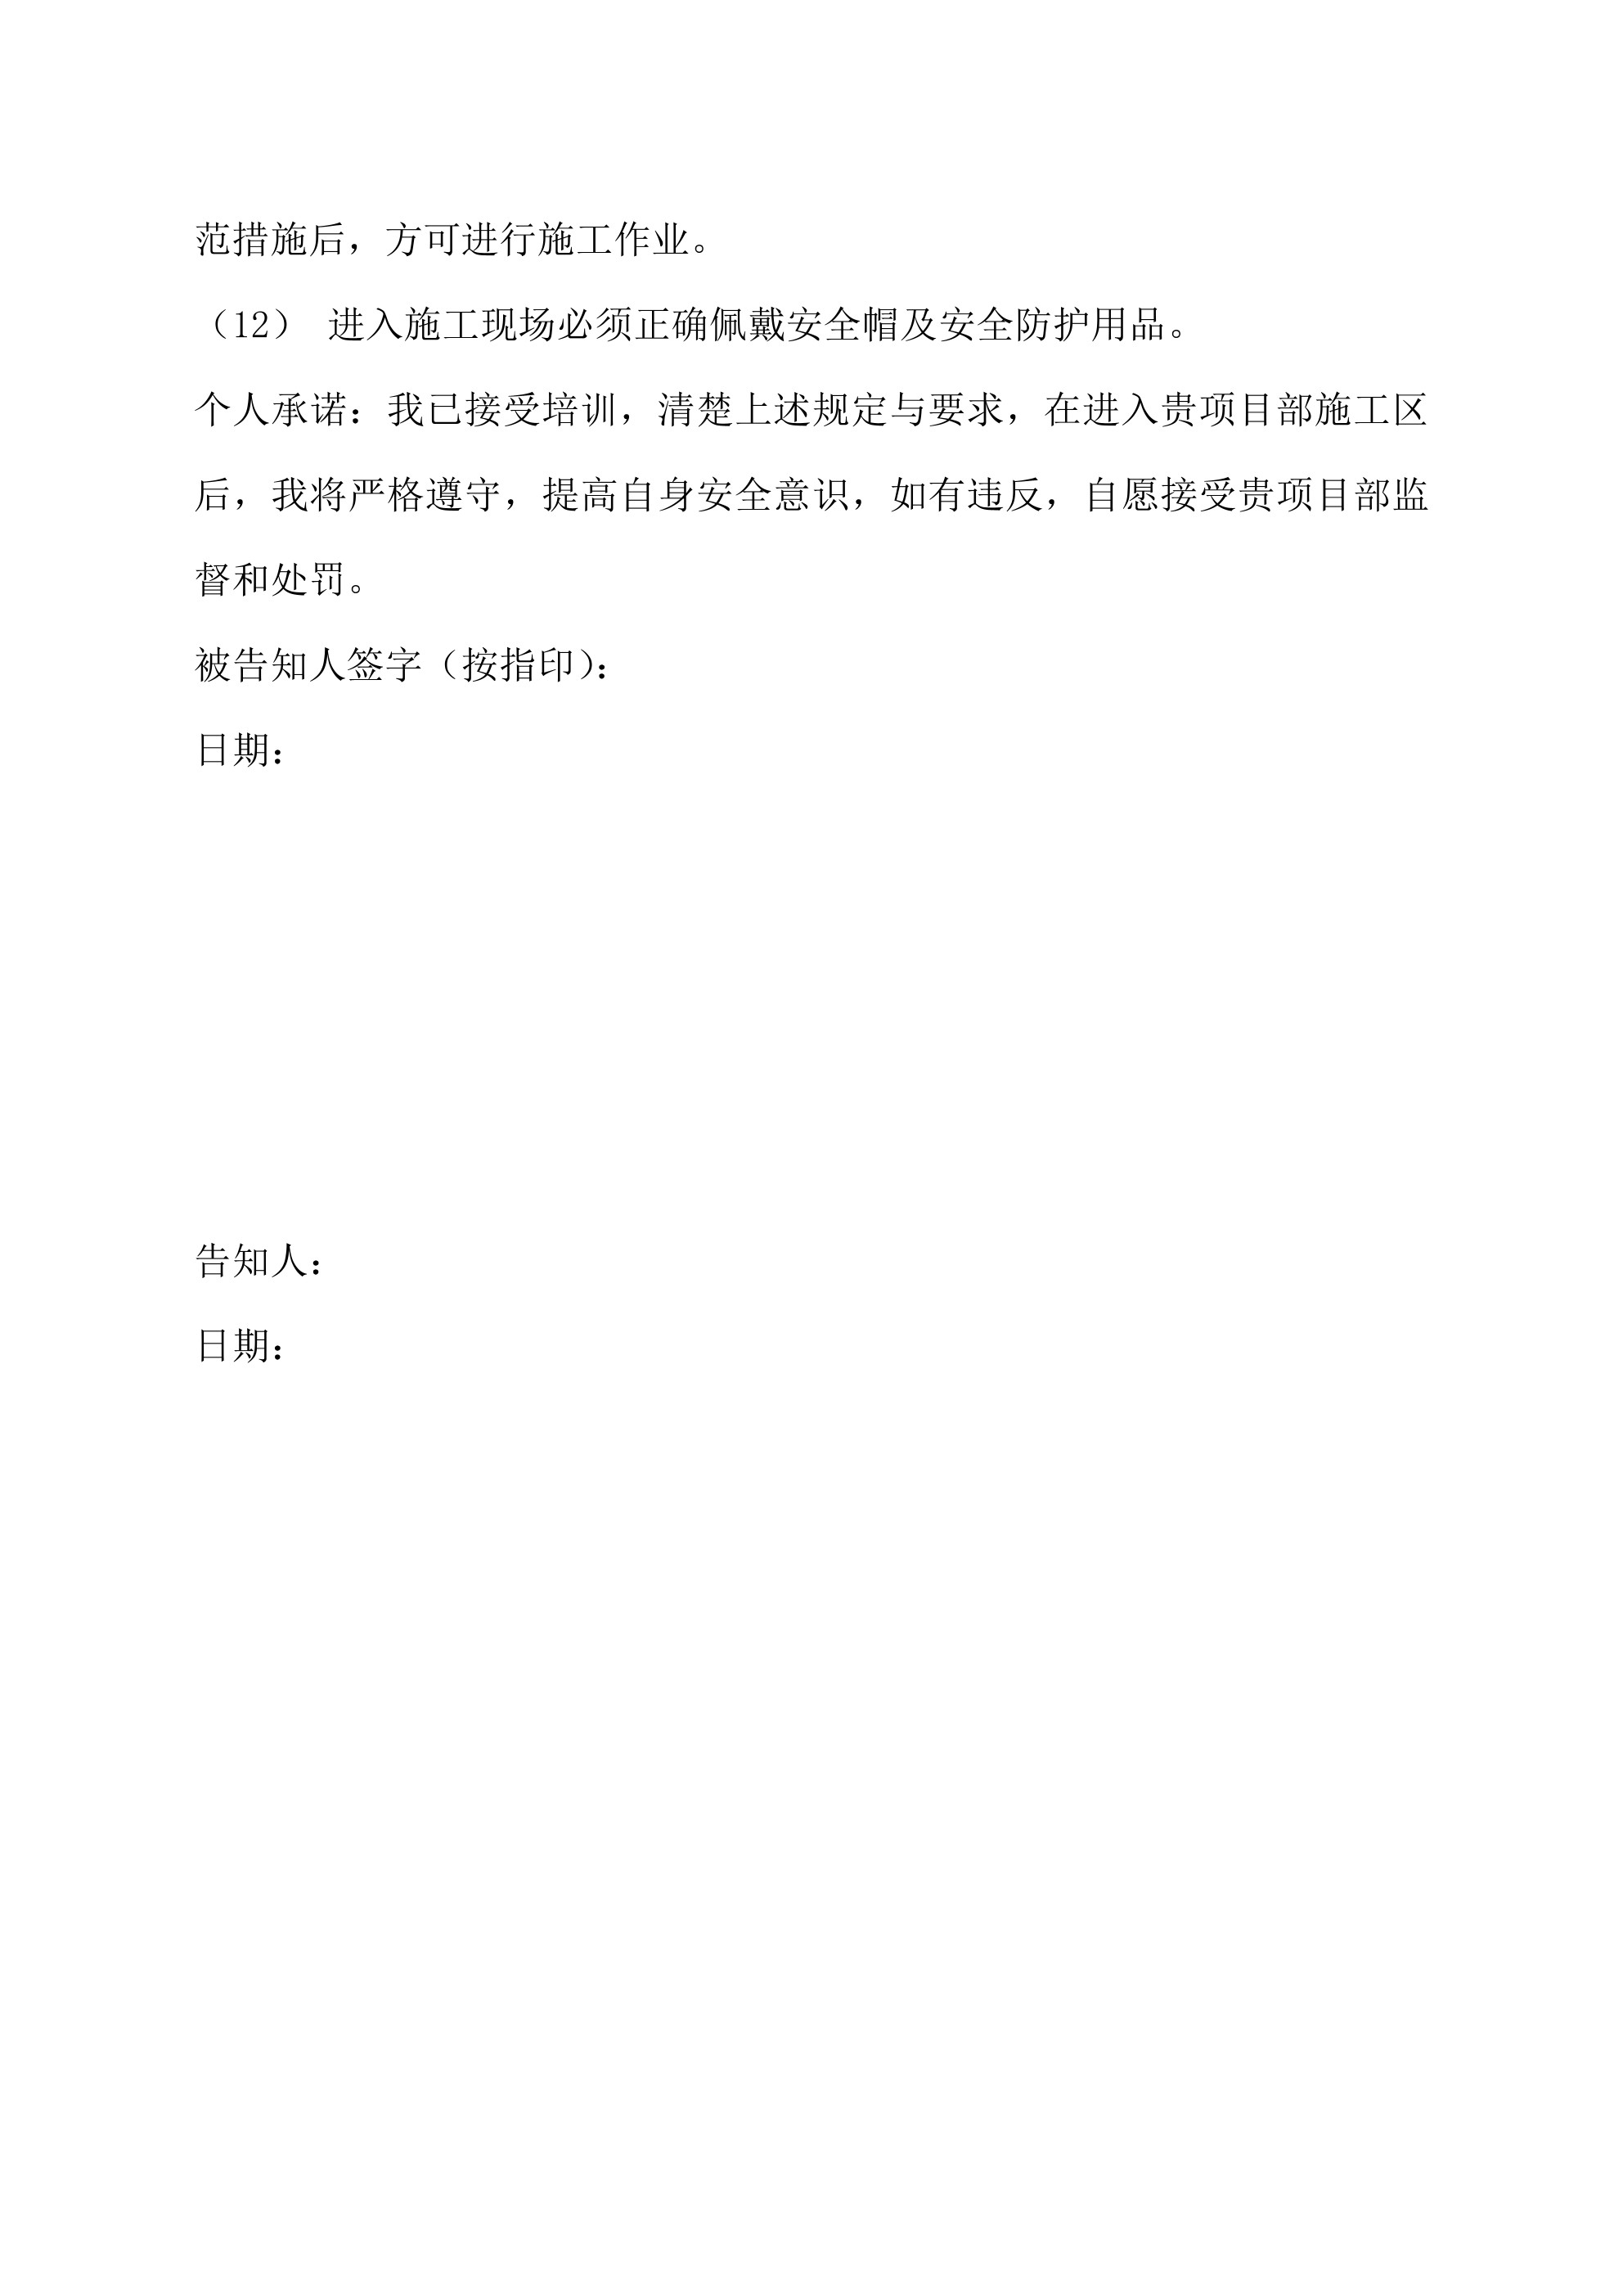 范措施后，方可进行施工作业。
（12） 进入施工现场必须正确佩戴安全帽及安全防护用品。
个人承诺：我已接受培训，清楚上述规定与要求，在进入贵项目部施工区
后，我将严格遵守，提高自身安全意识，如有违反，自愿接受贵项目部监
督和处罚。
被告知人签字（按指印）：
日期：
告知人：
日期：